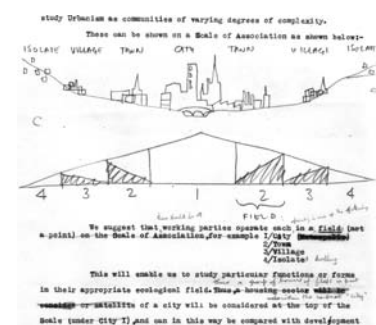 study Urbanism as communities of varying degrees of complexity.
These can be shown on a Scale of Association as shown below:-
ISOLATE VILLAGE TOWN CITY TOWN VILLAGE ISOLATE
4 3 2 1 2 3 4
FIELD:
We suggest that working parties operate each in a field (not
a point) on the Scale of Association, for example 1/City
2/Town
3/Village
4/Isolate
This will enable us to study particular functions or forms
in their appropriate ecological field. Thus a housing sector
or satellite of a city will be considered at the top of the
Scale (under City 1) and can in this way be compared with development